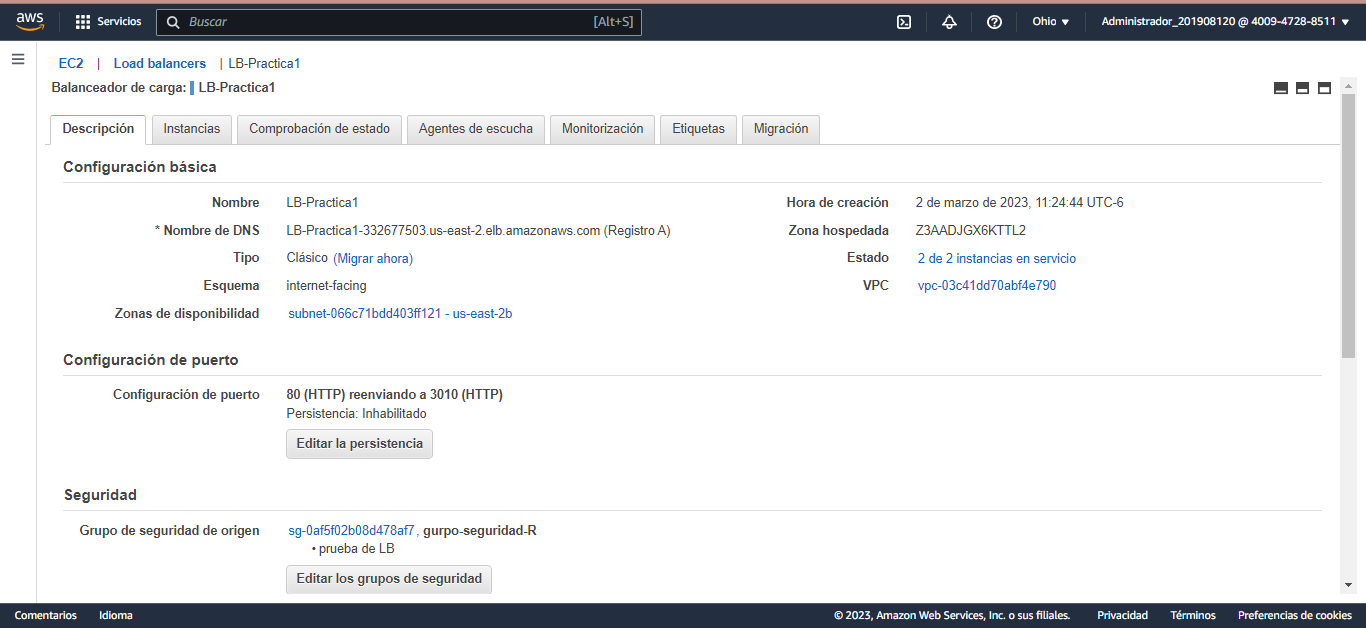 aws Servicios Buscar [Alt+S] Ohio Administrador_201908120 @ 4009-4728-8511
EC2 | Load balancers | LB-Practica1
Balanceador de carga: LB-Practica1
Descripción Instancias Comprobación de estado Agentes de escucha Monitorización Etiquetas Migración
Configuración básica
Nombre LB-Practica1 Hora de creación 2 de marzo de 2023, 11:24:44 UTC-6
* Nombre de DNS LB-Practica1-332677503.us-east-2.elb.amazonaws.com (Registro A) Zona hospedada Z3AADJGX6KTTL2
Tipo Clásico (Migrar ahora) Estado 2 de 2 instancias en servicio
Esquema internet-facing VPC vpc-03c41dd70abf4e790
Zonas de disponibilidad subnet-066c71bdd403ff121 - us-east-2b
Configuración de puerto
Configuración de puerto 80 (HTTP) reenviando a 3010 (HTTP)
Persistencia: Inhabilitado
Editar la persistencia
Seguridad
Grupo de seguridad de origen sg-0af5f02b08d478af7, gurpo-seguridad-R
• prueba de LB
Editar los grupos de seguridad
Comentarios Idioma © 2023, Amazon Web Services, Inc. o sus filiales. Privacidad Términos Preferencias de cookies